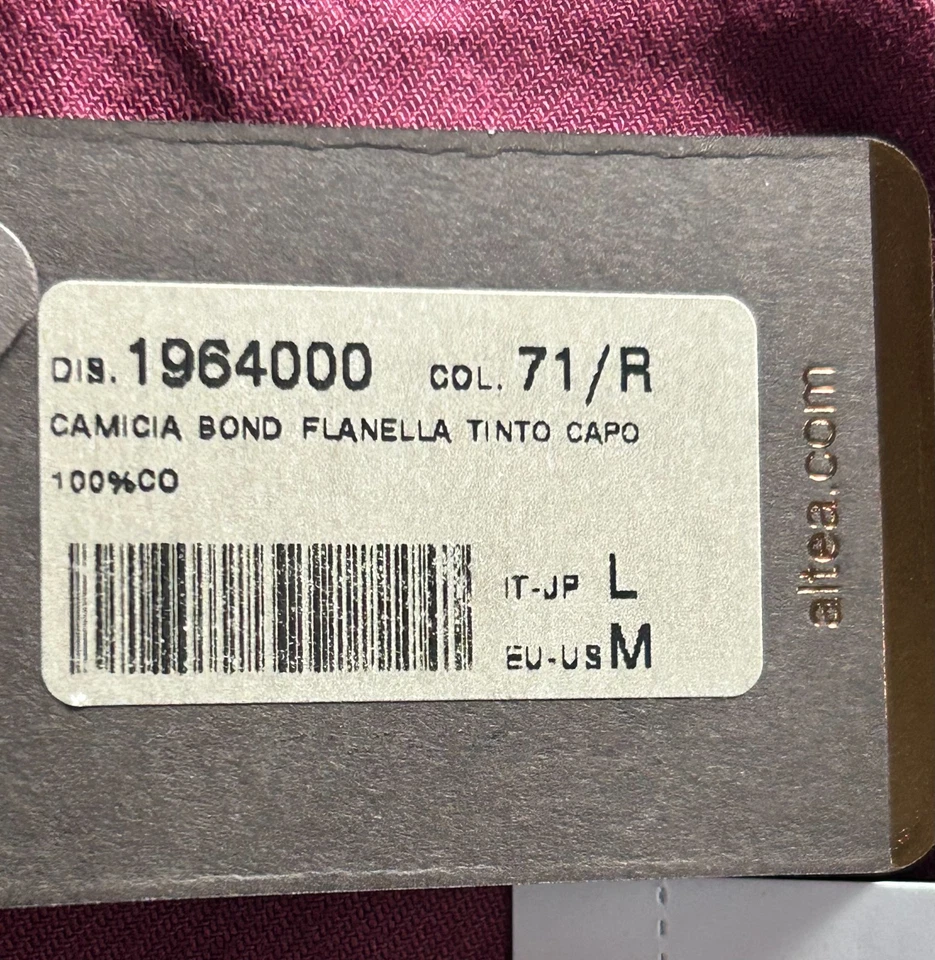 DIS. 1964000 COL. 71/R
CAMICIA BOND FLANELLA TINTO CAPO
100%CO
IT-JP L
EU-US M
altea.com